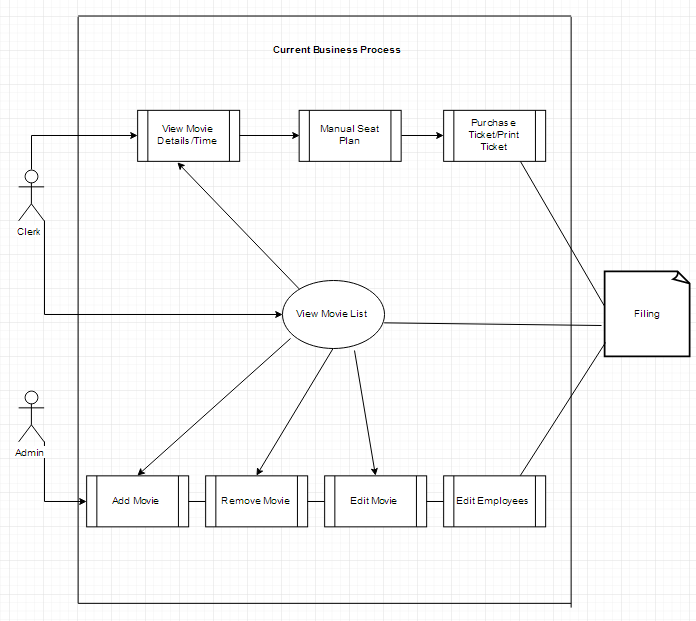 Current Business Process
View Movie
Details/Time
Manual Seat
Plan
Purchase
Ticket/Print
Ticket
Clerk
View Movie List
Filing
Admin
Add Movie
Remove Movie
Edit Movie
Edit Employees